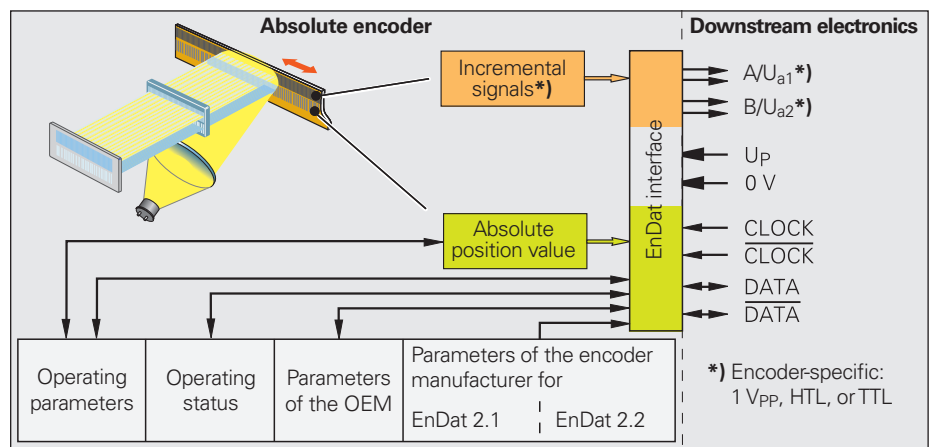 Absolute encoder
Downstream electronics
Incremental
signals*)
A/Ua1*)
B/Ua2*)
UP
0 V
EnDat interface
Absolute
position value
CLOCK
CLOCK
DATA
DATA
Operating
parameters
Operating
status
Parameters
of the OEM
Parameters of the encoder
manufacturer for
EnDat 2.1
EnDat 2.2
*) Encoder-specific:
1 VPP, HTL, or TTL